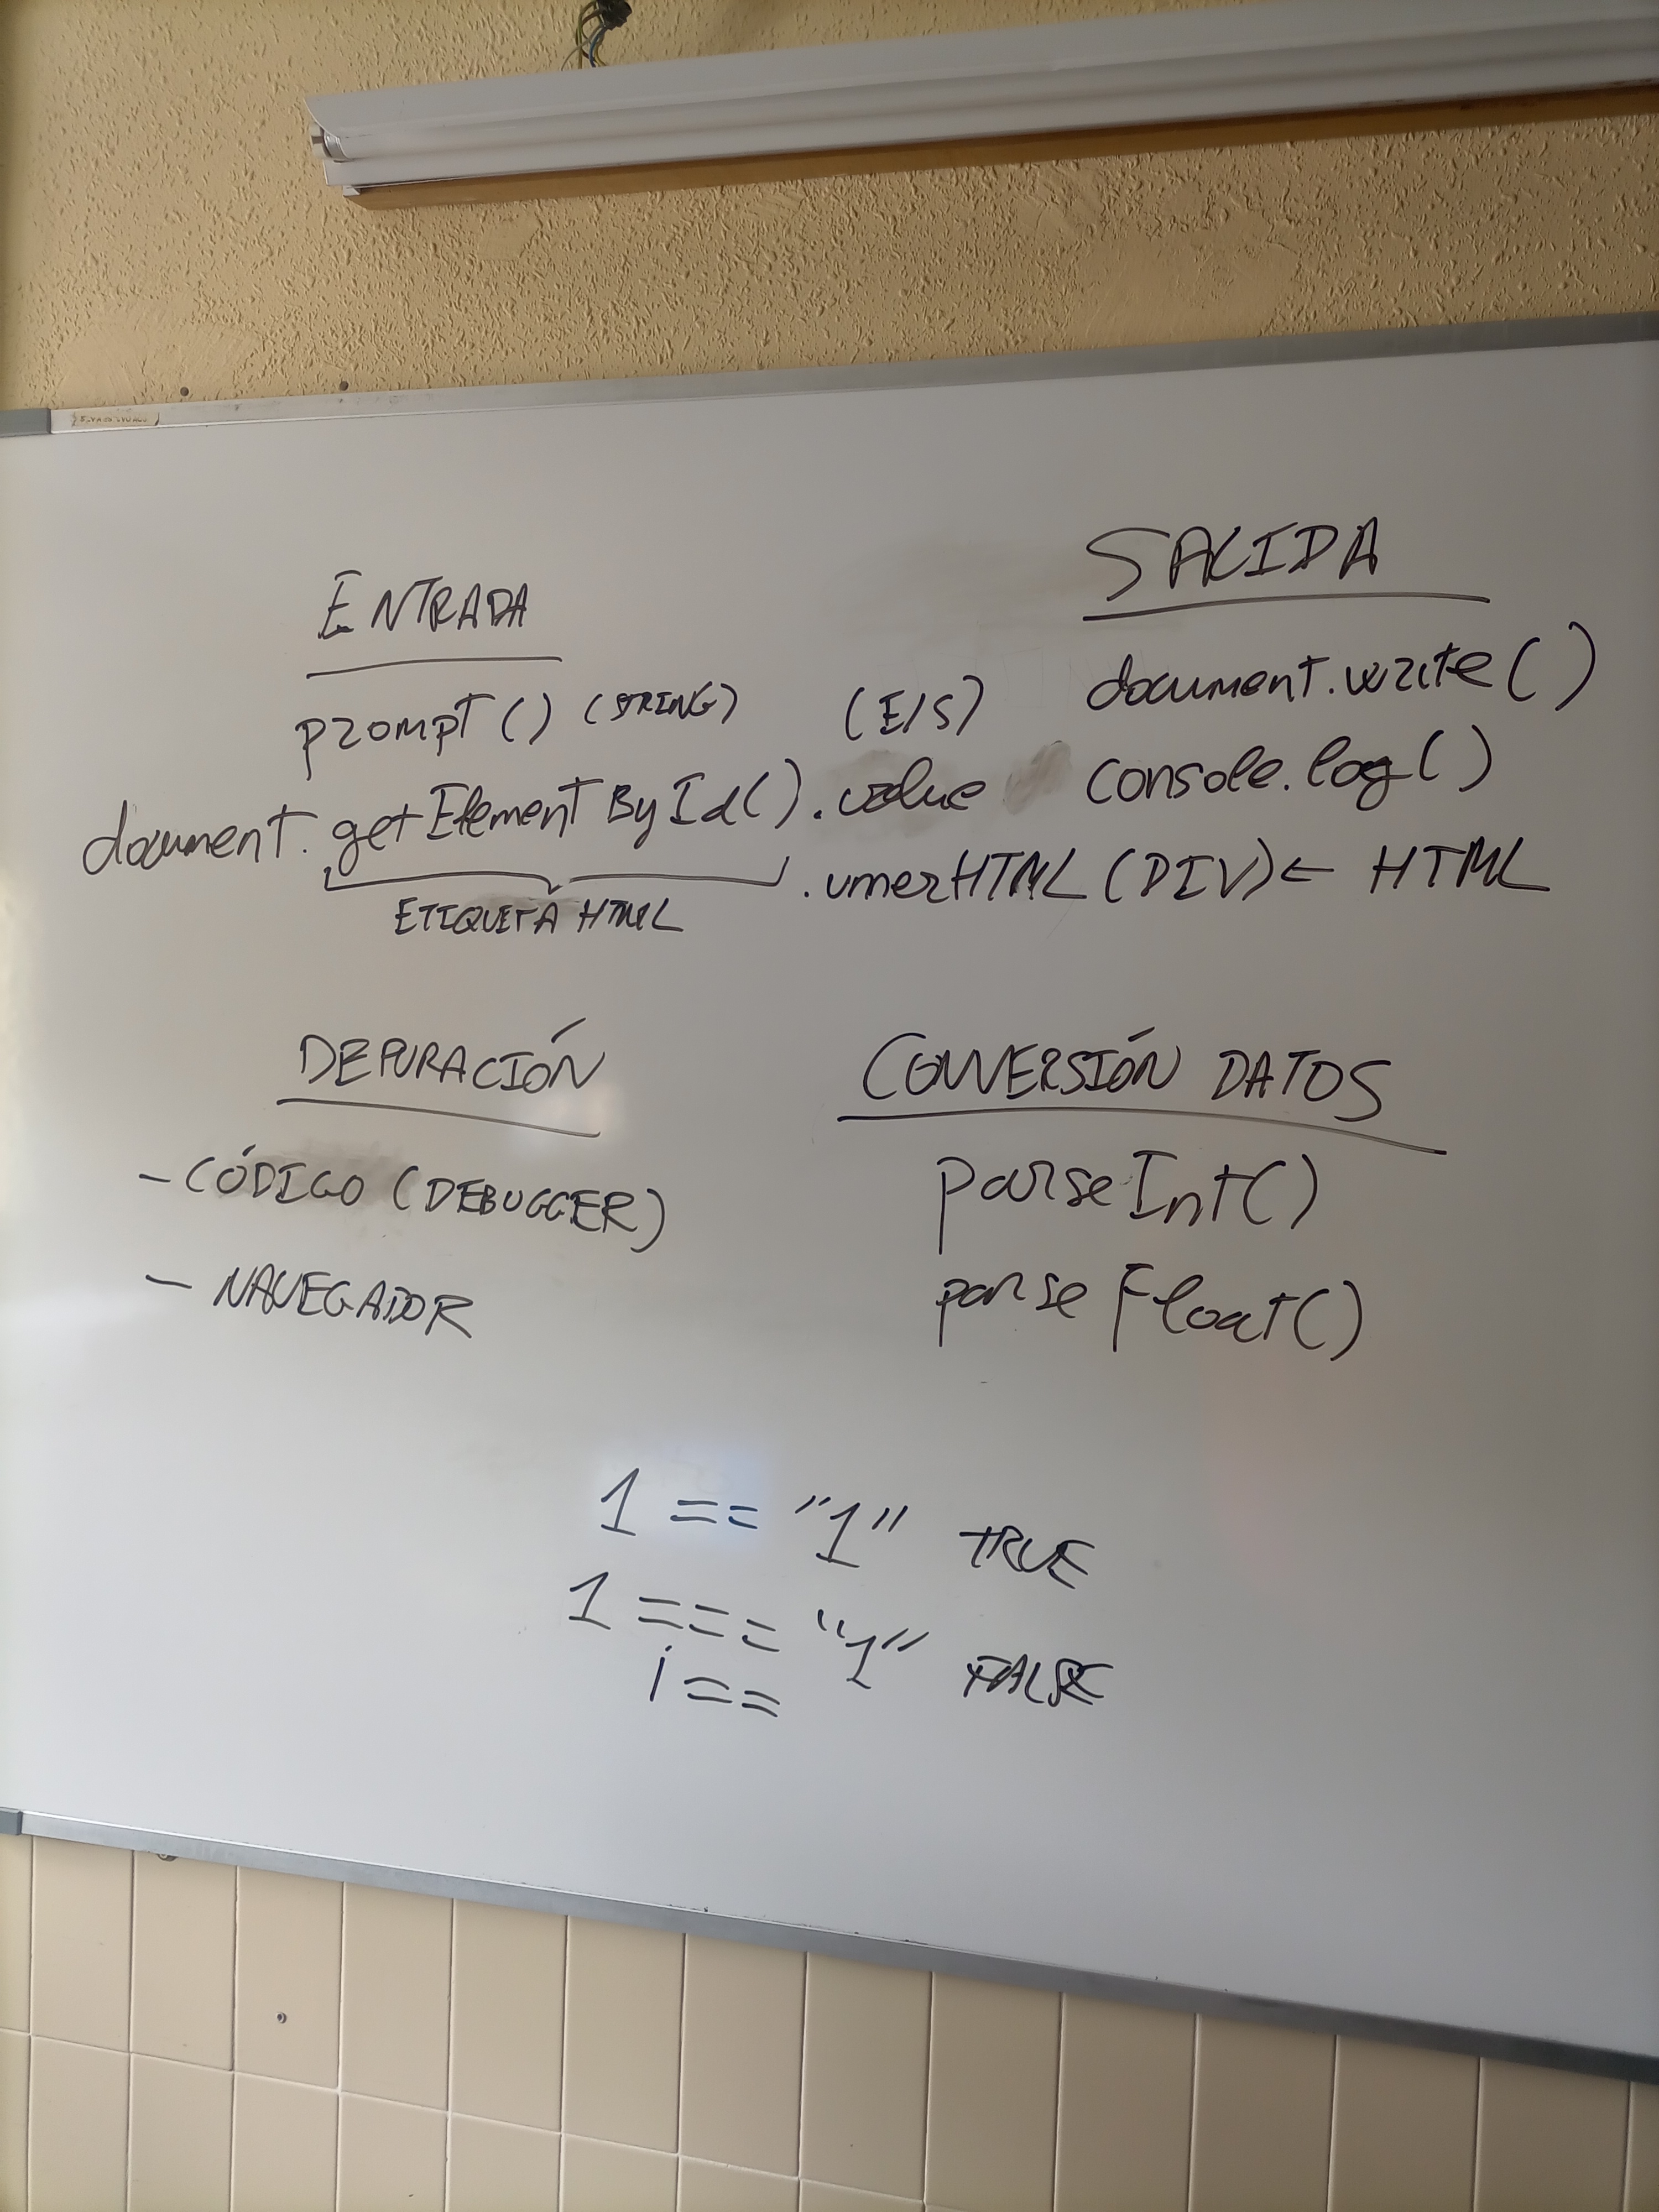 ENTRADA
prompt() (STRING)
(E/S)
document.getElementById().value
ETIQUETA HTML
.innerHTML (DIV) ← HTML
SALIDA
document.write()
console.log()
DEPURACIÓN
- CÓDIGO (DEBUGGER)
- NAVEGADOR
CONVERSIÓN DATOS
parseInt()
parseFloat()
1 == "1" TRUE
1 === "1" FALSE
! ==